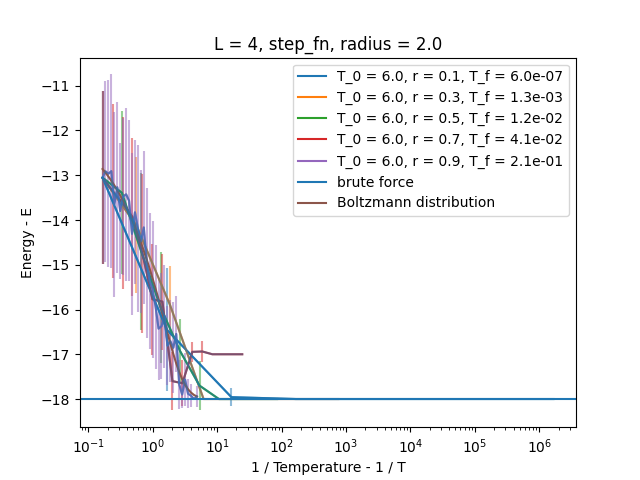 L = 4, step_fn, radius = 2.0
T_0 = 6.0, r = 0.1, T_f = 6.0e-07
T_0 = 6.0, r = 0.3, T_f = 1.3e-03
T_0 = 6.0, r = 0.5, T_f = 1.2e-02
T_0 = 6.0, r = 0.7, T_f = 4.1e-02
T_0 = 6.0, r = 0.9, T_f = 2.1e-01
brute force
Boltzmann distribution
Energy - E
−11
−12
−13
−14
−15
−16
−17
−18
10⁻¹ 10⁰ 10¹ 10² 10³ 10⁴ 10⁵ 10⁶
1 / Temperature - 1 / T